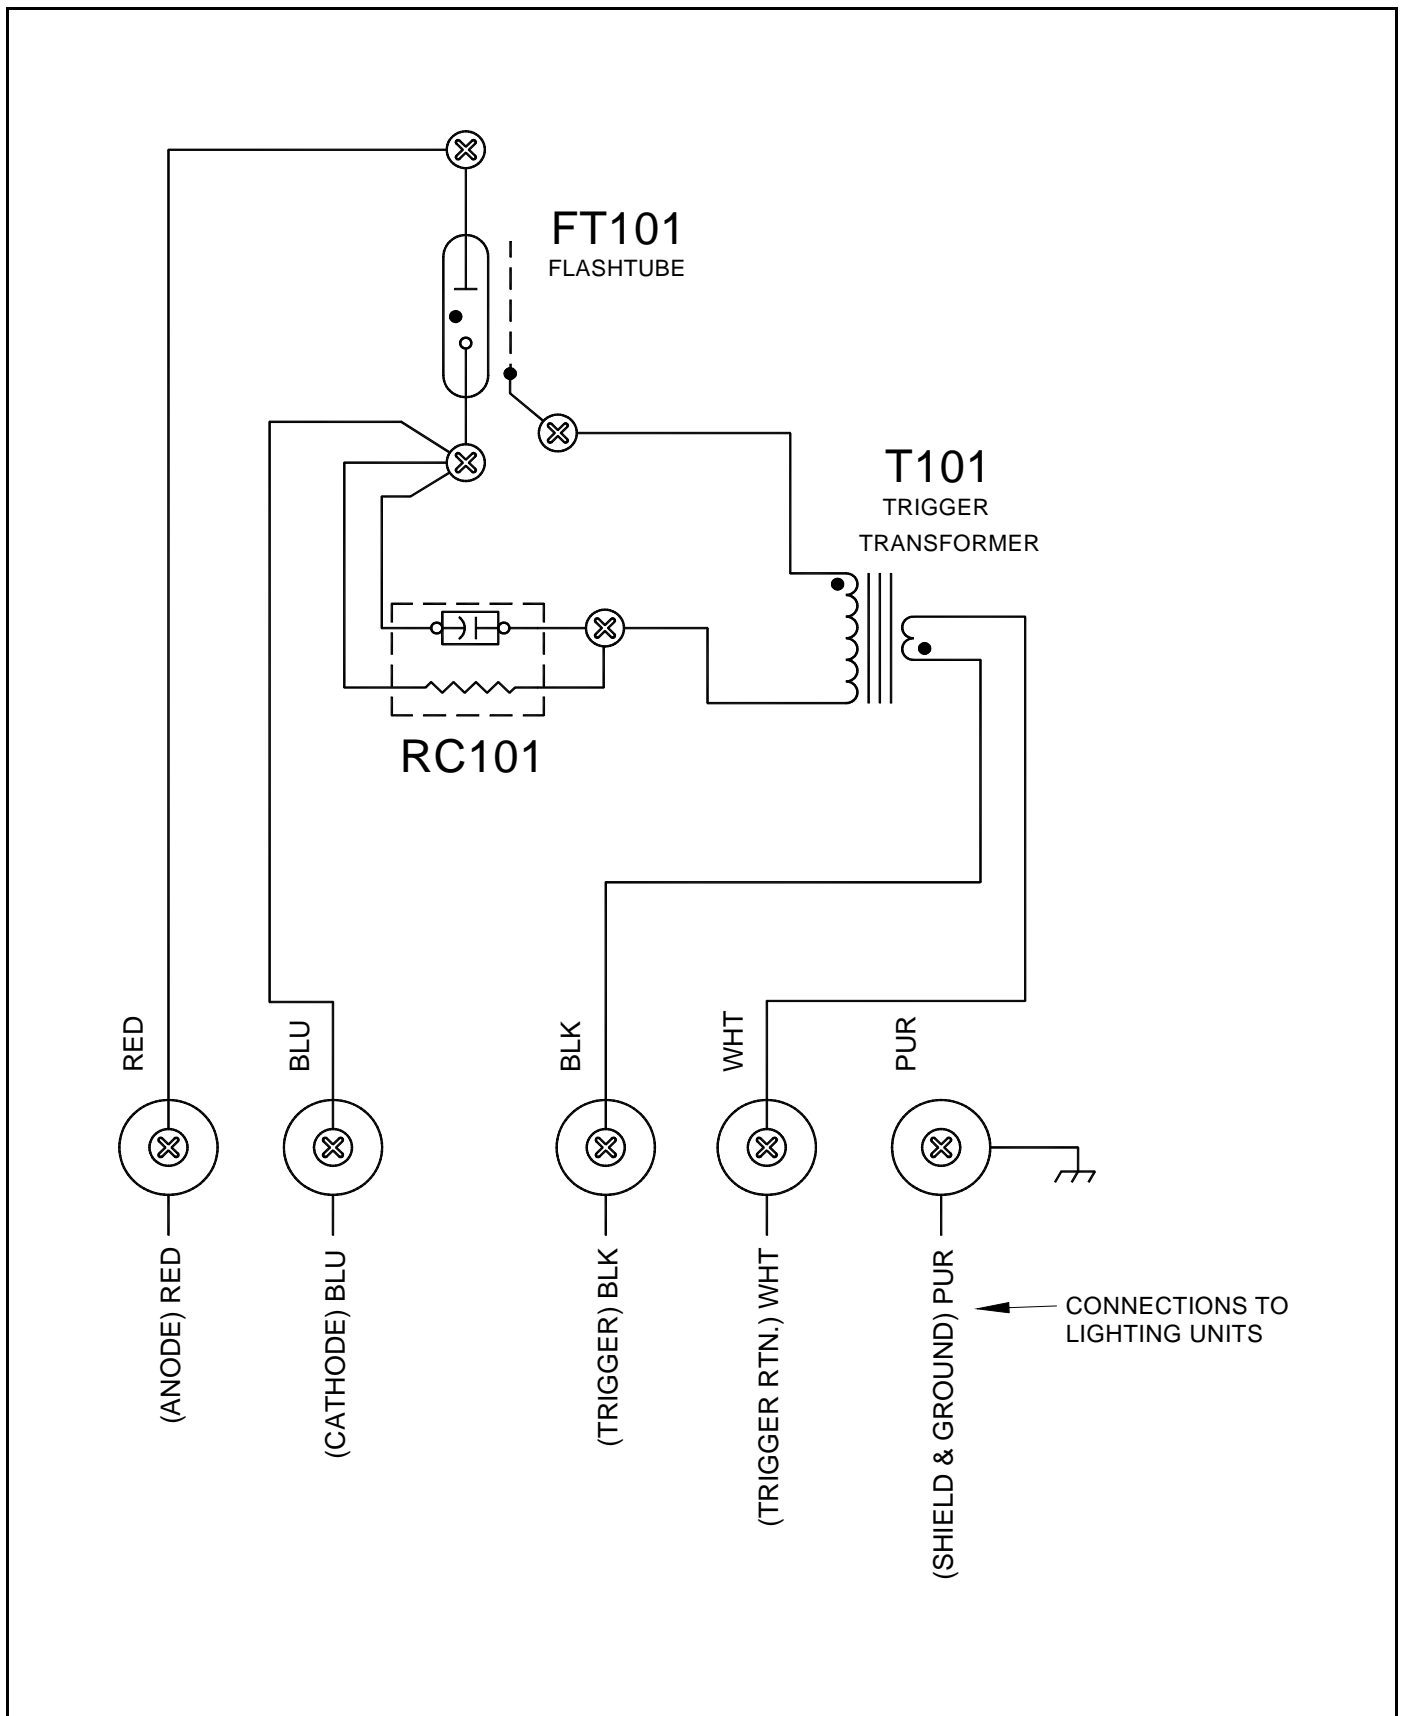 FT101
FLASHTUBE
T101
TRIGGER
TRANSFORMER
RC101
RED
BLU
BLK
WHT
PUR
(ANODE) RED
(CATHODE) BLU
(TRIGGER) BLK
(TRIGGER RTN.) WHT
(SHIELD & GROUND) PUR
CONNECTIONS TO
LIGHTING UNITS